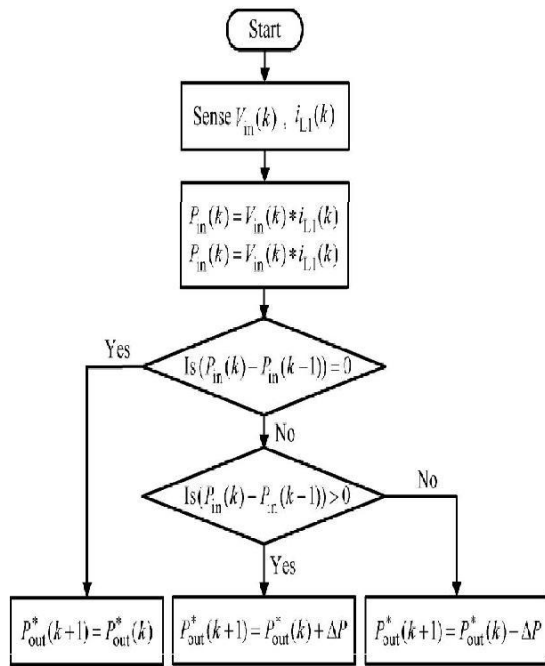 Start
Sense V_in(k) , i_L1(k)
P_in(k)=V_in(k)*i_L1(k)
P_in(k)=V_in(k)*i_L1(k)
Yes
Is(P_in(k)−P_in(k−1))=0
No
Is(P_in(k)−P_in(k−1))>0
No
Yes
P*_out(k+1)=P*_out(k)
P*_out(k+1)=P*_out(k)+ΔP
P*_out(k+1)=P*_out(k)−ΔP